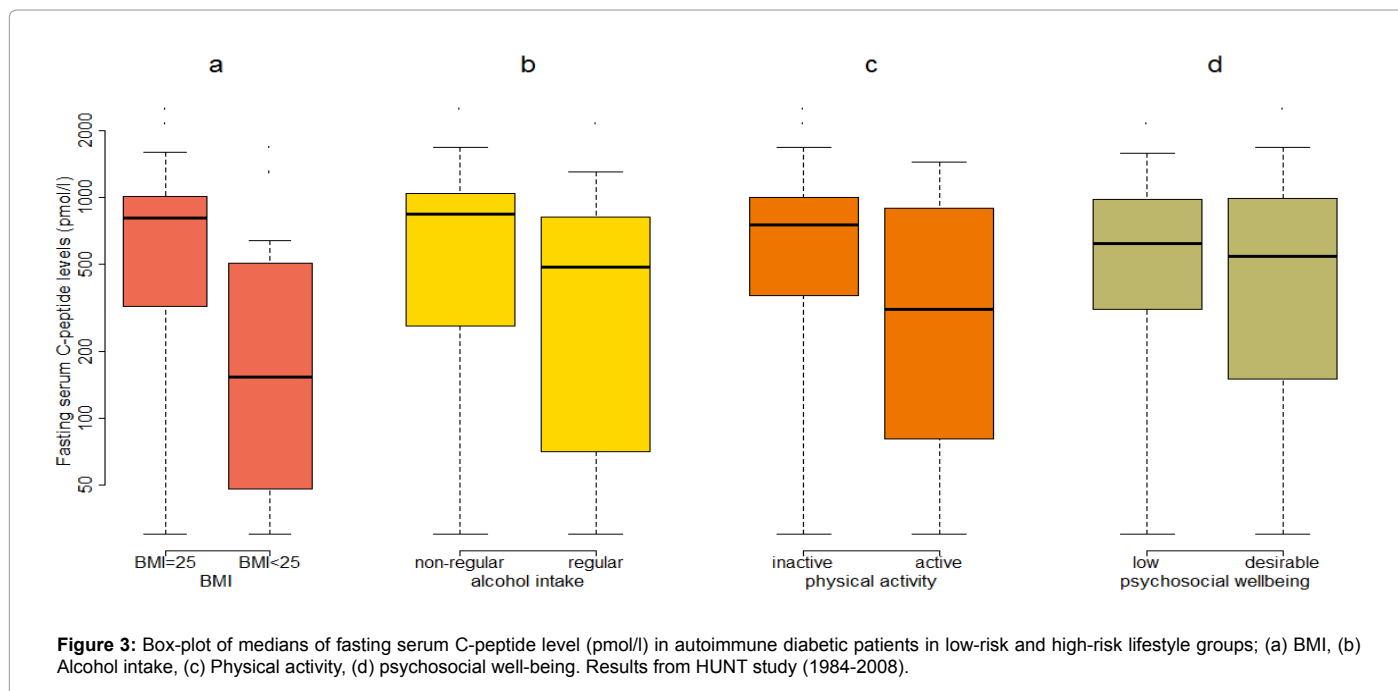 a b c d
Fasting serum C-peptide levels (pmol/l)
2000
1000
500
200
100
50
BMI=25 BMI<25
BMI
non-regular regular
alcohol intake
inactive active
physical activity
low desirable
psychosocial wellbeing
Figure 3: Box-plot of medians of fasting serum C-peptide level (pmol/l) in autoimmune diabetic patients in low-risk and high-risk lifestyle groups; (a) BMI, (b)
Alcohol intake, (c) Physical activity, (d) psychosocial well-being. Results from HUNT study (1984-2008).